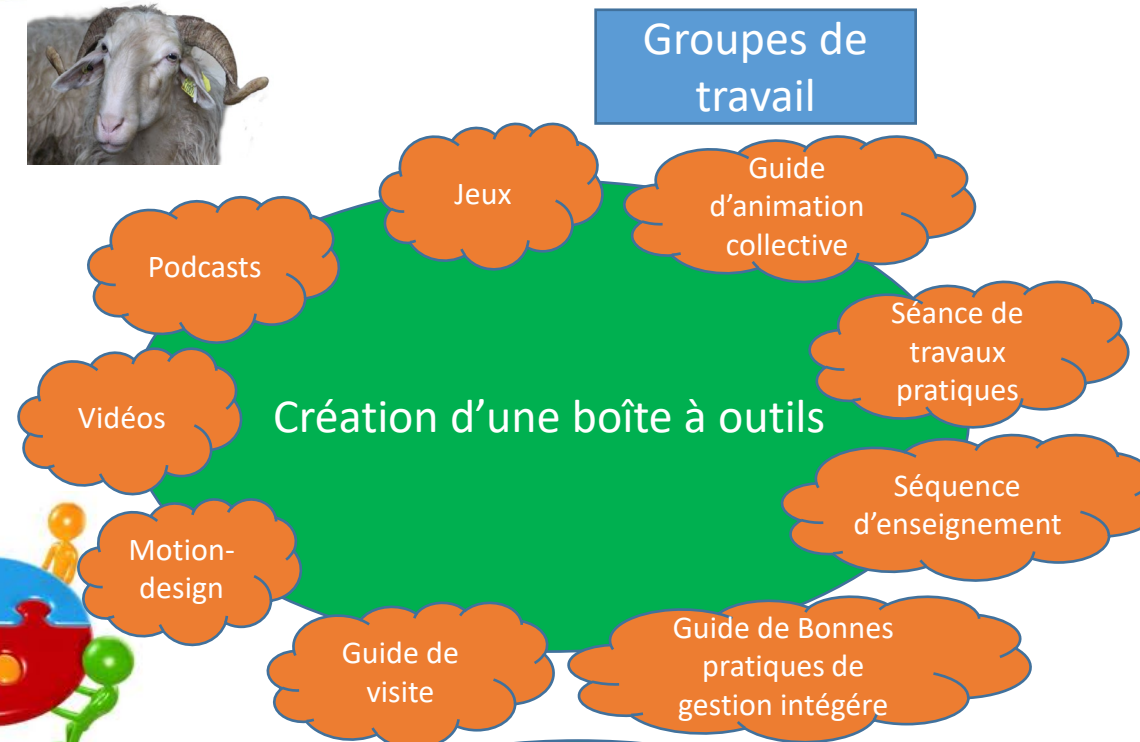 Groupes de
travail
Jeux
Guide
d’animation
collective
Podcasts
Séance de
travaux
pratiques
Vidéos
Création d’une boîte à outils
Séquence
d’enseignement
Motion-
design
Guide de
visite
Guide de Bonnes
pratiques de
gestion intégére